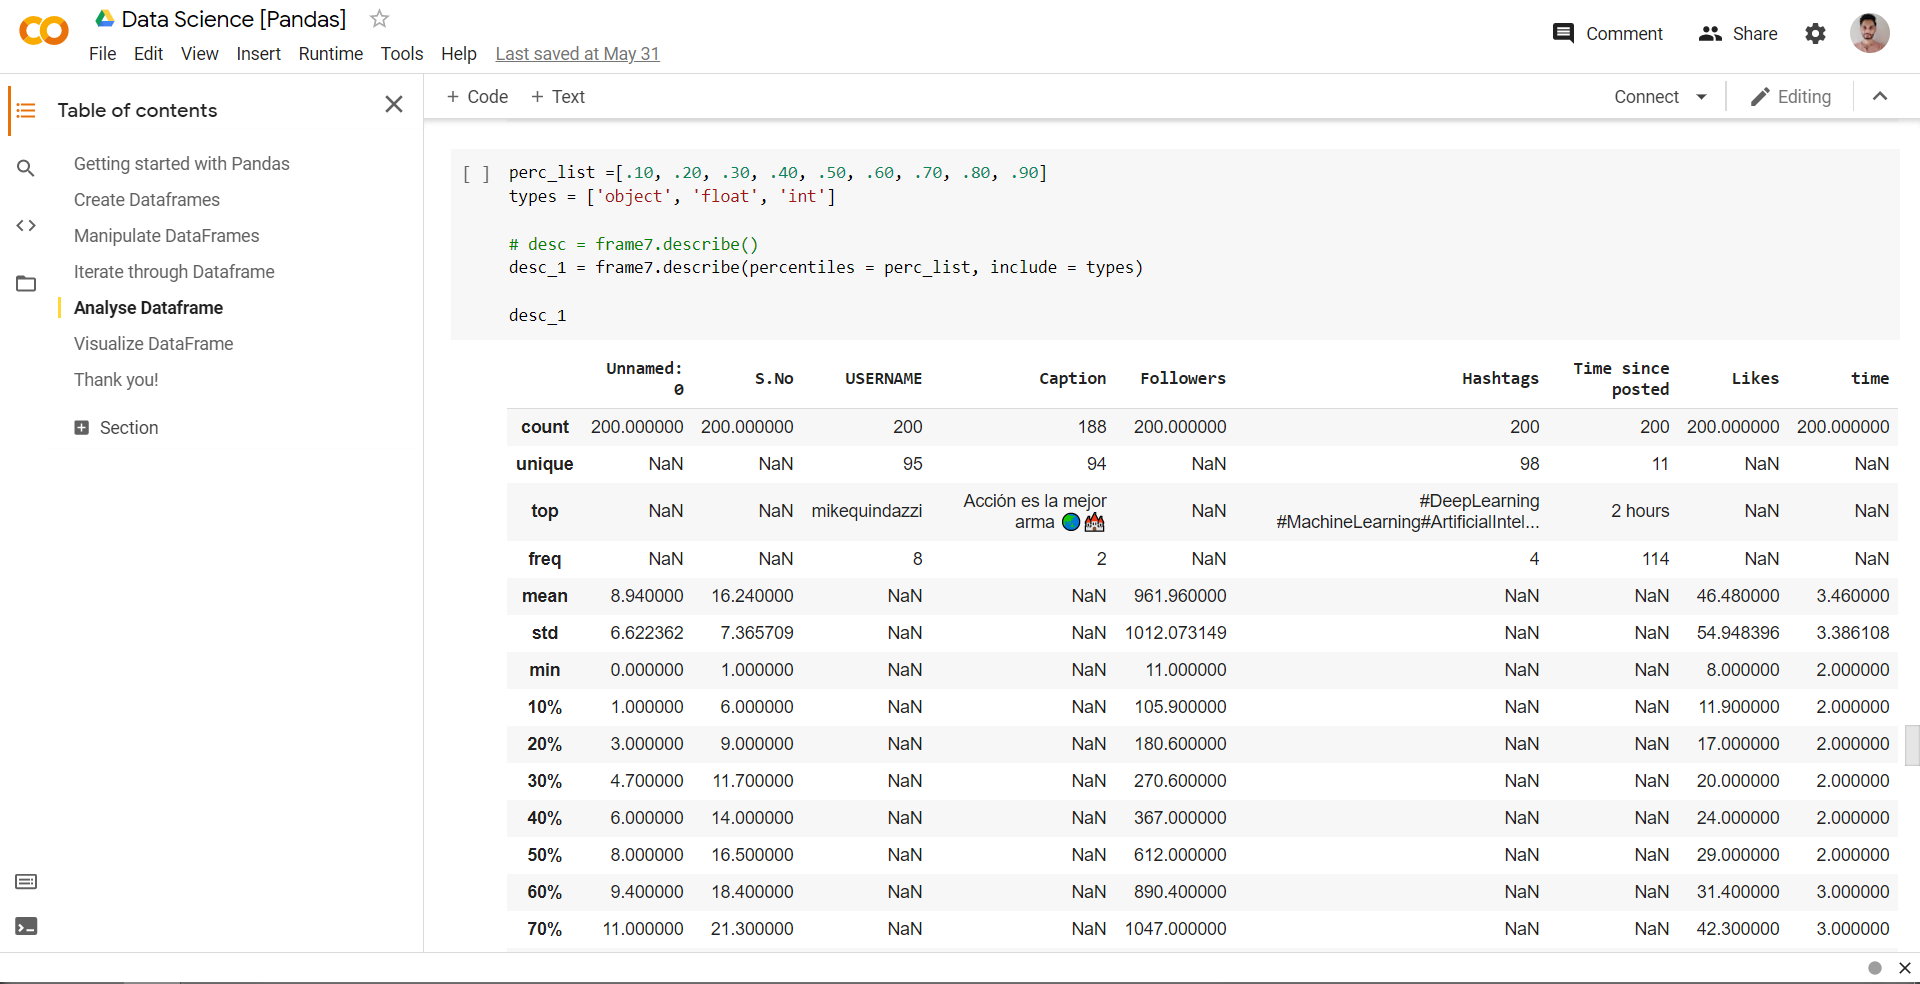 Data Science [Pandas]
File Edit View Insert Runtime Tools Help Last saved at May 31
Comment Share
Table of contents
Getting started with Pandas
Create Dataframes
Manipulate DataFrames
Iterate through Dataframe
Analyse Dataframe
Visualize DataFrame
Thank you!
Section
+ Code + Text
Connect Editing
[ ] perc_list =[.10, .20, .30, .40, .50, .60, .70, .80, .90]
types = ['object', 'float', 'int']
# desc = frame7.describe()
desc_1 = frame7.describe(percentiles = perc_list, include = types)
desc_1
Unnamed: 0 S.No USERNAME Caption Followers Hashtags Time since posted Likes time
count 200.000000 200.000000 200 188 200.000000 200 200 200.000000 200.000000
unique NaN NaN 95 94 NaN 98 11 NaN NaN
top NaN NaN mikequindazzi Acción es la mejor arma 🌏🏰 NaN #DeepLearning #MachineLearning#ArtificialIntel... 2 hours NaN NaN
freq NaN NaN 8 2 NaN 4 114 NaN NaN
mean 8.940000 16.240000 NaN NaN 961.960000 NaN NaN 46.480000 3.460000
std 6.622362 7.365709 NaN NaN 1012.073149 NaN NaN 54.948396 3.386108
min 0.000000 1.000000 NaN NaN 11.000000 NaN NaN 8.000000 2.000000
10% 1.000000 6.000000 NaN NaN 105.900000 NaN NaN 11.900000 2.000000
20% 3.000000 9.000000 NaN NaN 180.600000 NaN NaN 17.000000 2.000000
30% 4.700000 11.700000 NaN NaN 270.600000 NaN NaN 20.000000 2.000000
40% 6.000000 14.000000 NaN NaN 367.000000 NaN NaN 24.000000 2.000000
50% 8.000000 16.500000 NaN NaN 612.000000 NaN NaN 29.000000 2.000000
60% 9.400000 18.400000 NaN NaN 890.400000 NaN NaN 31.400000 3.000000
70% 11.000000 21.300000 NaN NaN 1047.000000 NaN NaN 42.300000 3.000000